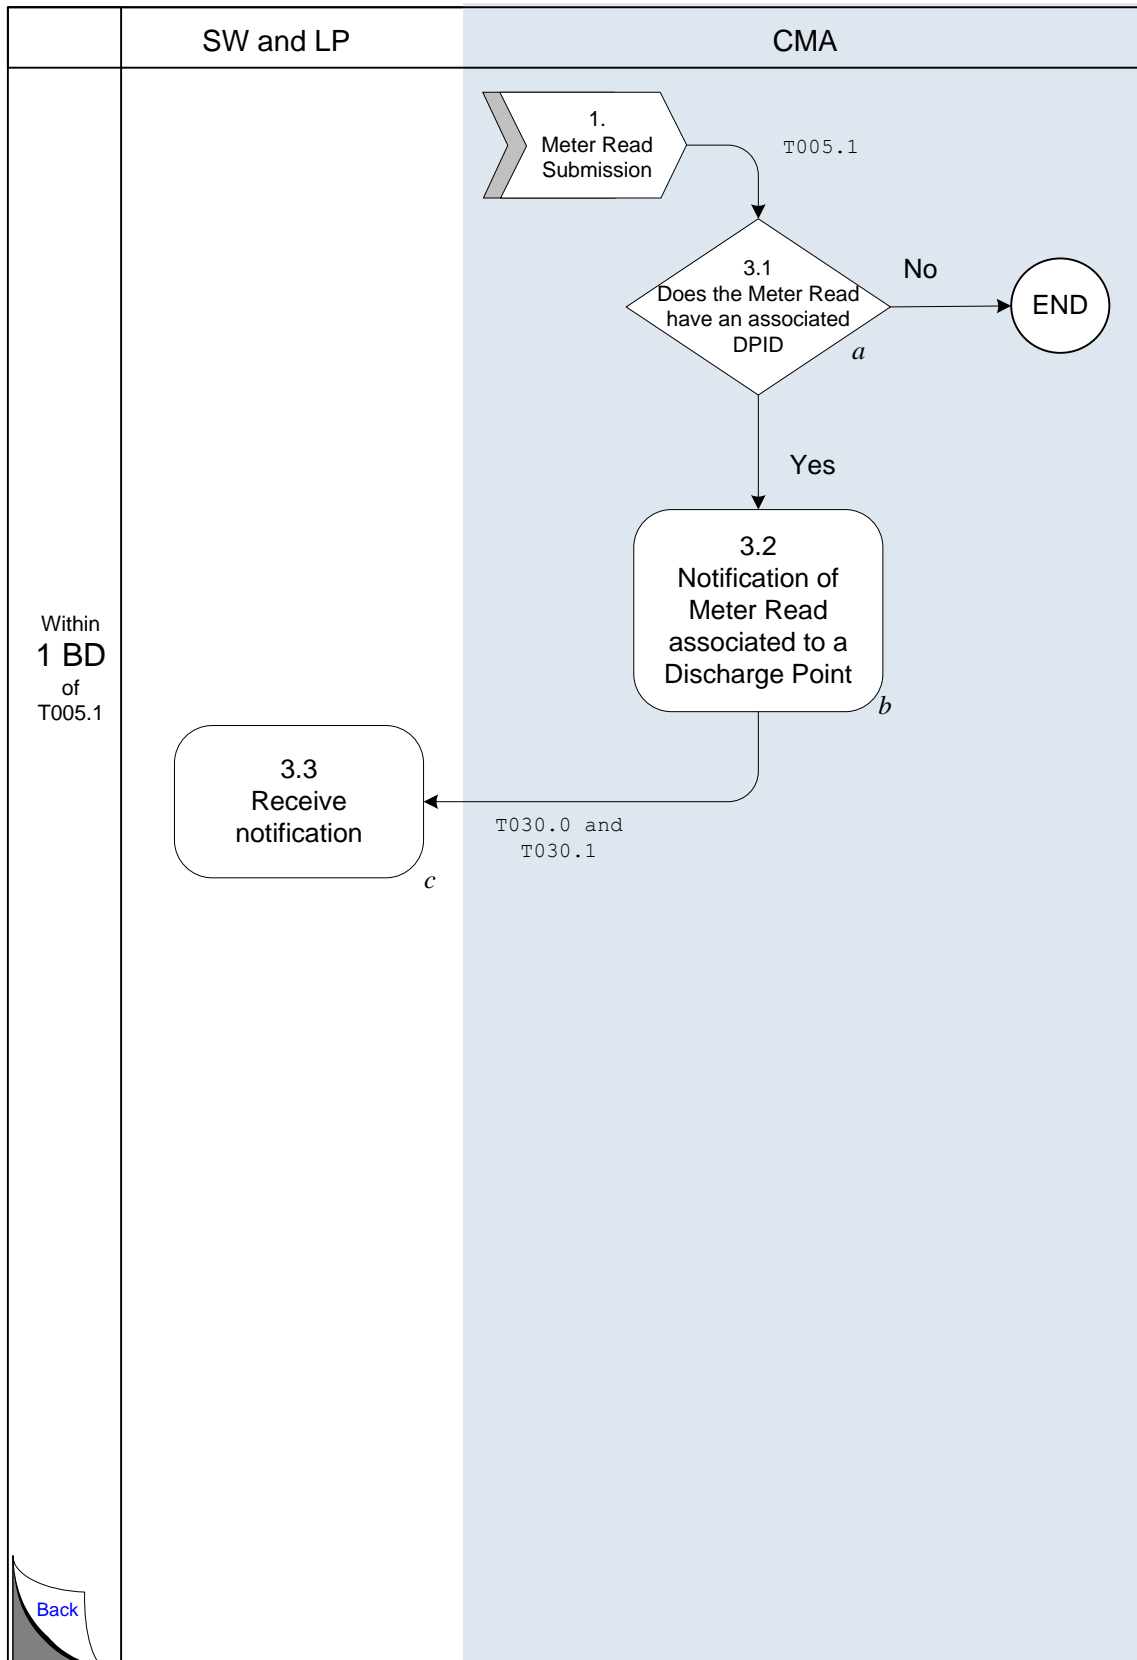 SW and LP
CMA
1.
Meter Read
Submission
T005.1
3.1
Does the Meter Read
have an associated
DPID
a
No
END
Yes
3.2
Notification of
Meter Read
associated to a
Discharge Point
b
Within
1 BD
of
T005.1
3.3
Receive
notification
c
T030.0 and
T030.1
Back